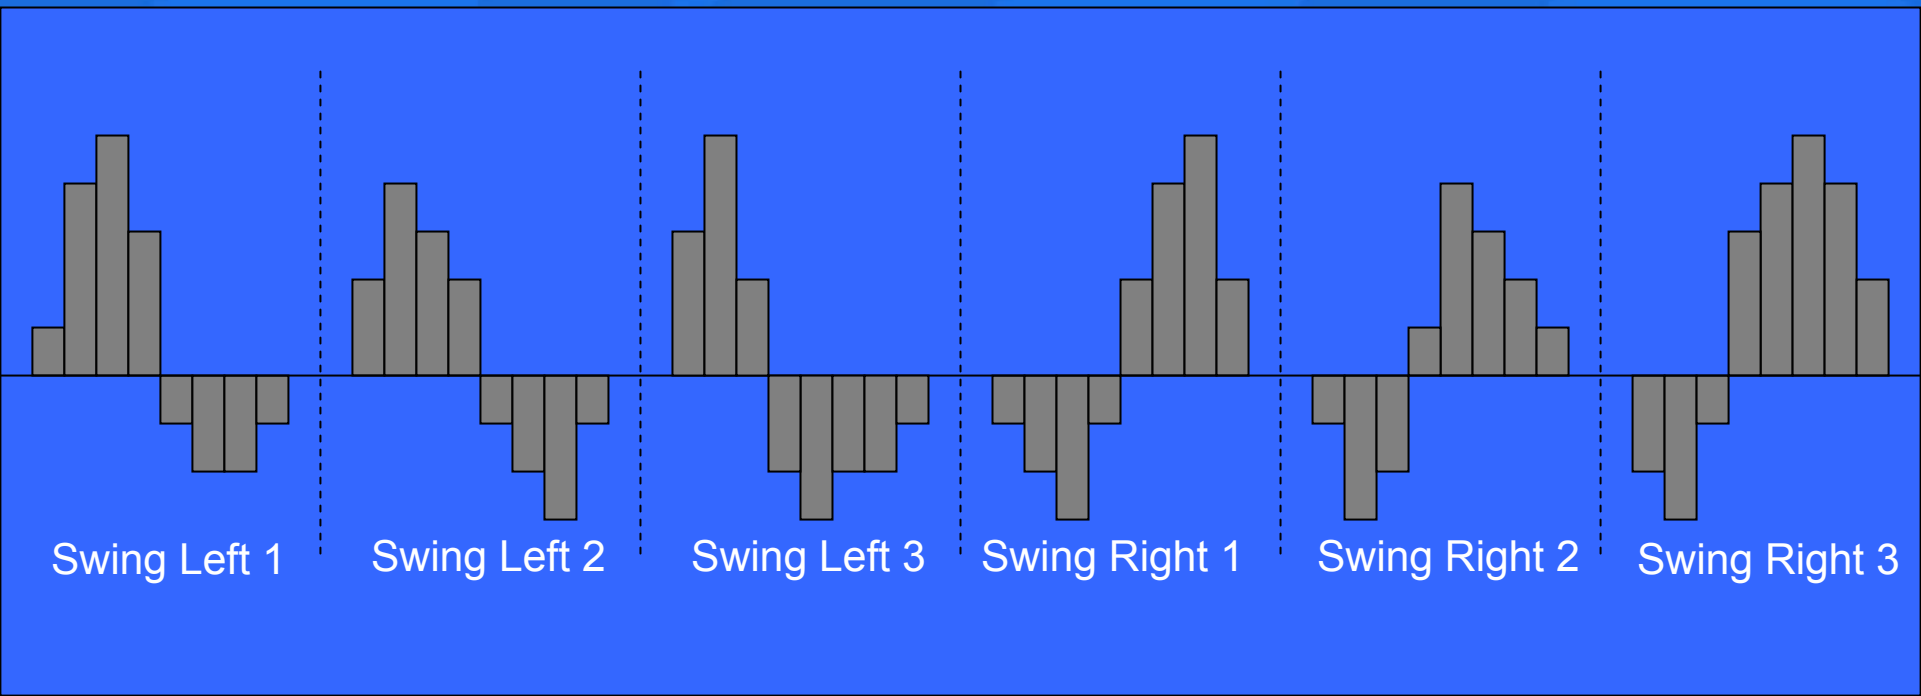 Swing Left 1
Swing Left 2
Swing Left 3
Swing Right 1
Swing Right 2
Swing Right 3